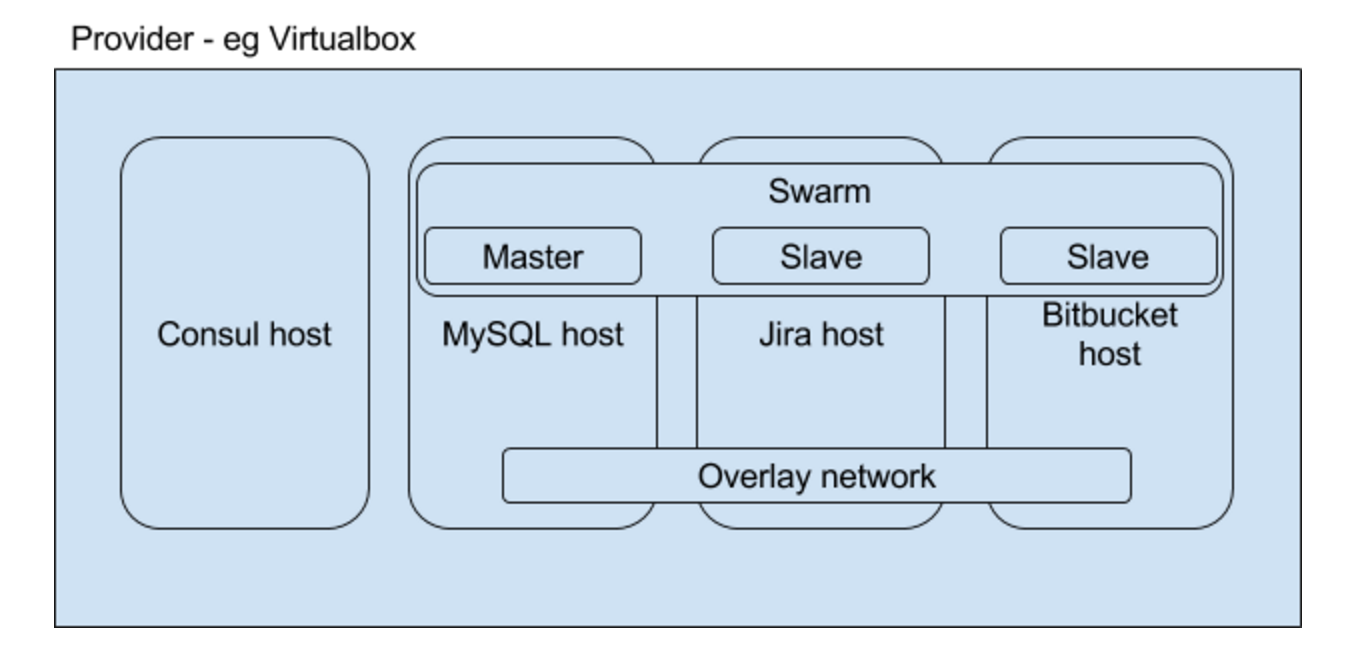 Provider - eg Virtualbox
Swarm
Master
Slave
Slave
Consul host
MySQL host
Jira host
Bitbucket
host
Overlay network